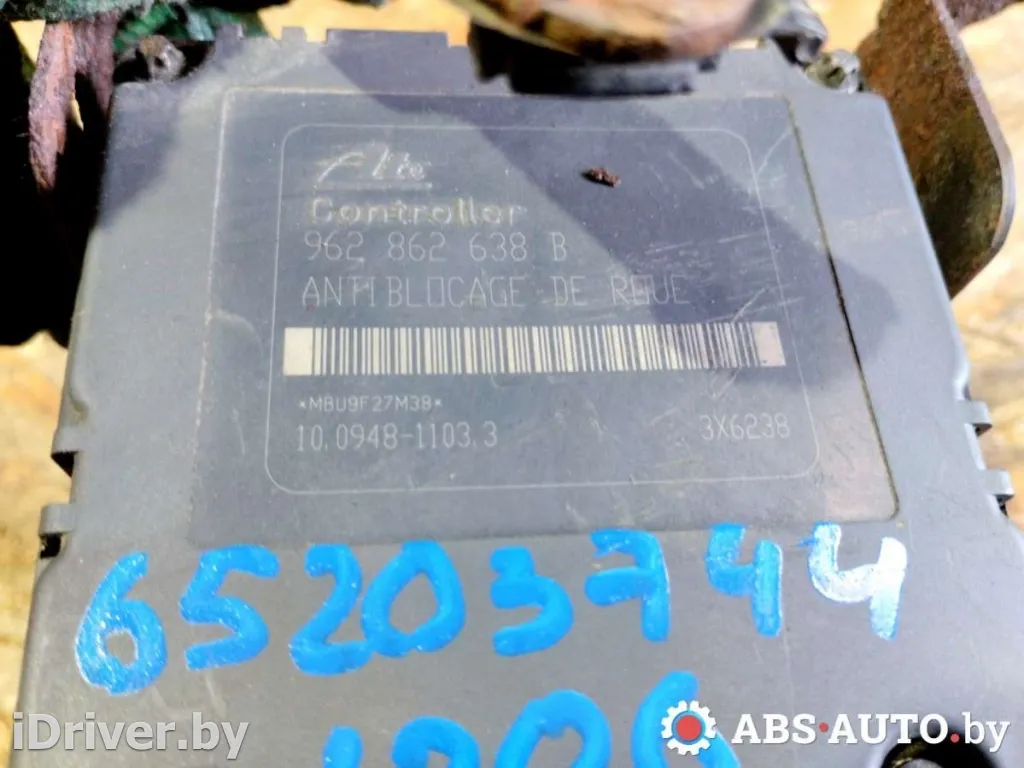 Ate
Controller
962 862 638 B
ANTIBLOCAGE DE ROUE
*MBU9F27M38*
10.0948-1103.3 3X6238
65203744
iDriver.by
ABS-AUTO.by